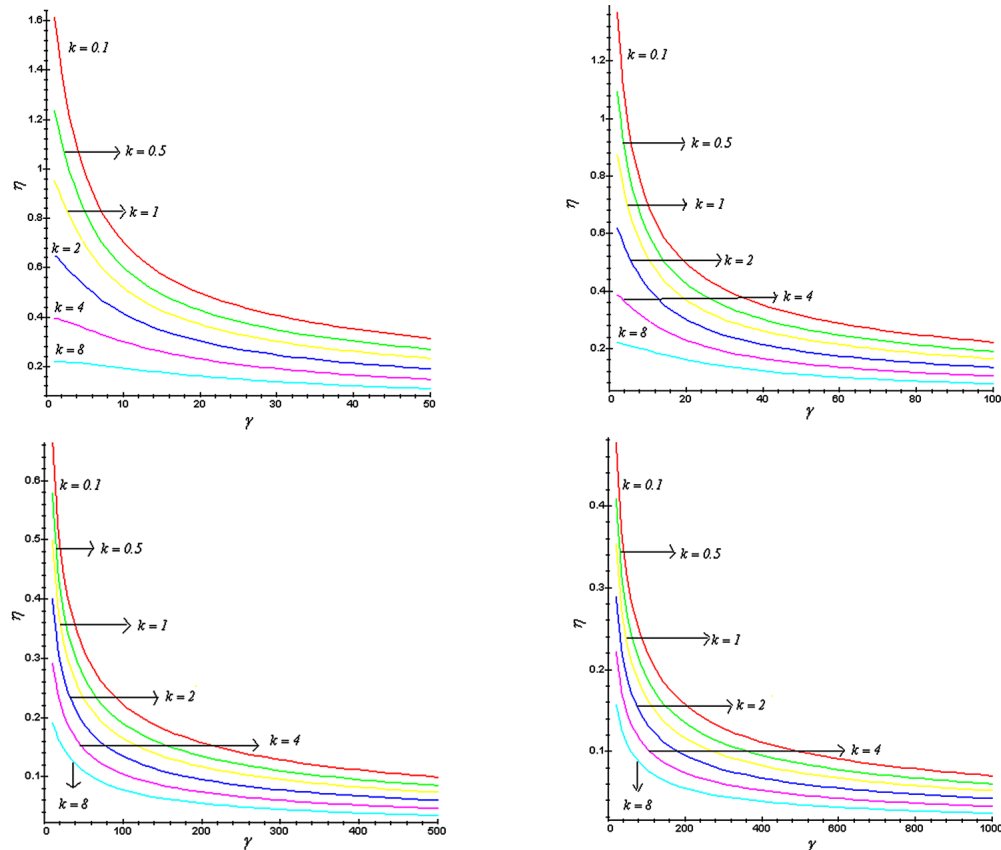 1.6
k = 0.1
1.4
1.2
k = 0.5
1
η
0.8
k = 1
k = 2
0.6
k = 4
0.4
k = 8
0.2
0 10 20 30 40 50
γ
k = 0.1
1.2
1
k = 0.5
0.8
η
k = 1
0.6
k = 2
0.4
k = 4
k = 8
0.2
0 20 40 60 80 100
γ
0.6
k = 0.1
0.5
k = 0.5
0.4
η
k = 1
0.3
k = 2
0.2
k = 4
0.1
k = 8
0 100 200 300 400 500
γ
k = 0.1
0.4
k = 0.5
0.3
η
k = 1
0.2
k = 2
0.1
k = 4
k = 8
0 200 400 600 800 1000
γ